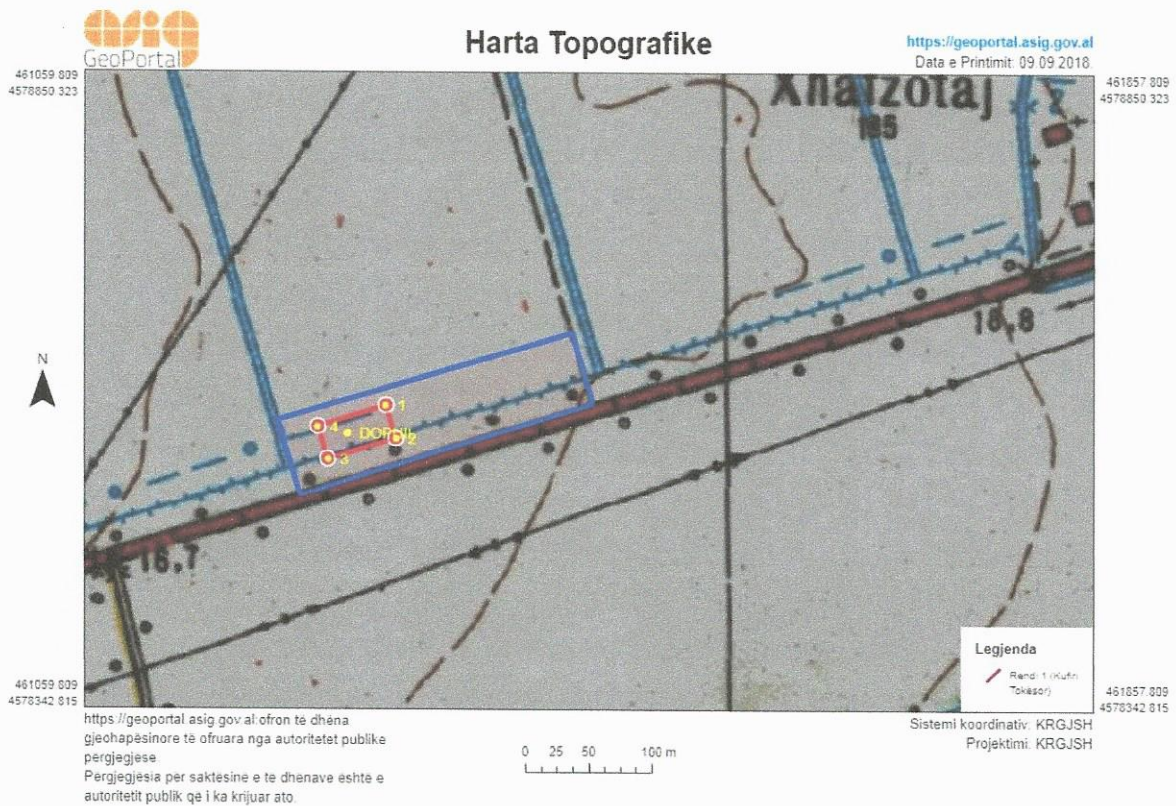 asig
GeoPortal
Harta Topografike
https://geoportal.asig.gov.al
Data e Printimit: 09.09.2018
461059 809
4578850 323
461857 809
4578850 323
Xhafzotaj
2
N
1
4
2
3
18,8
16,7
Legjenda
Rendi 1 (Kufiri
Tokësor)
461059 809
4578342 815
461857 809
4578342 815
https://geoportal.asig.gov.al ofron të dhëna
gjeohapësinore të ofruara nga autoritetet publike
pergjegjese
Pergjegjësia per saktësine e te dhenave është e
autoritetit publik që i ka krijuar ato.
0 25 50 100 m
Sistemi koordinativ: KRGJSH
Projektimi: KRGJSH